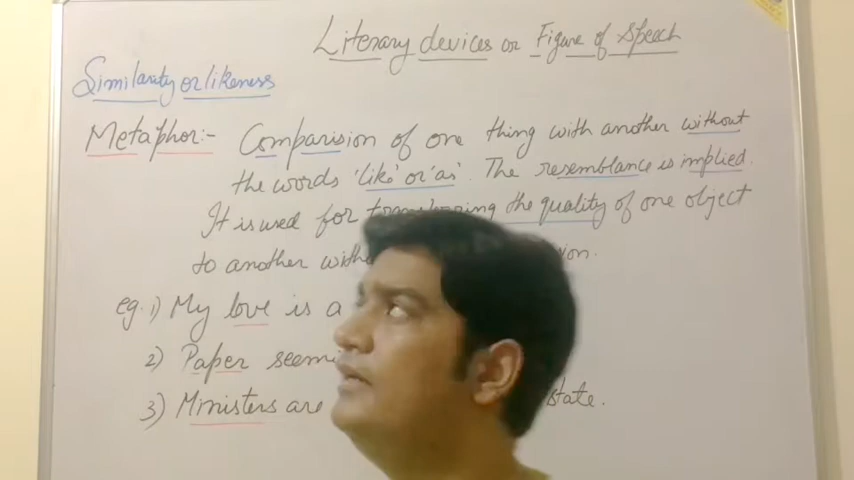 Literary devices or Figure of Speech
Similarity or likeness
Metaphor:- Comparision of one thing with another without
the words 'like' or 'as'. The resemblance is implied.
It is used for the quality of one object
to another
eg. 1) My love is a
2) Paper
3) Ministers are state.